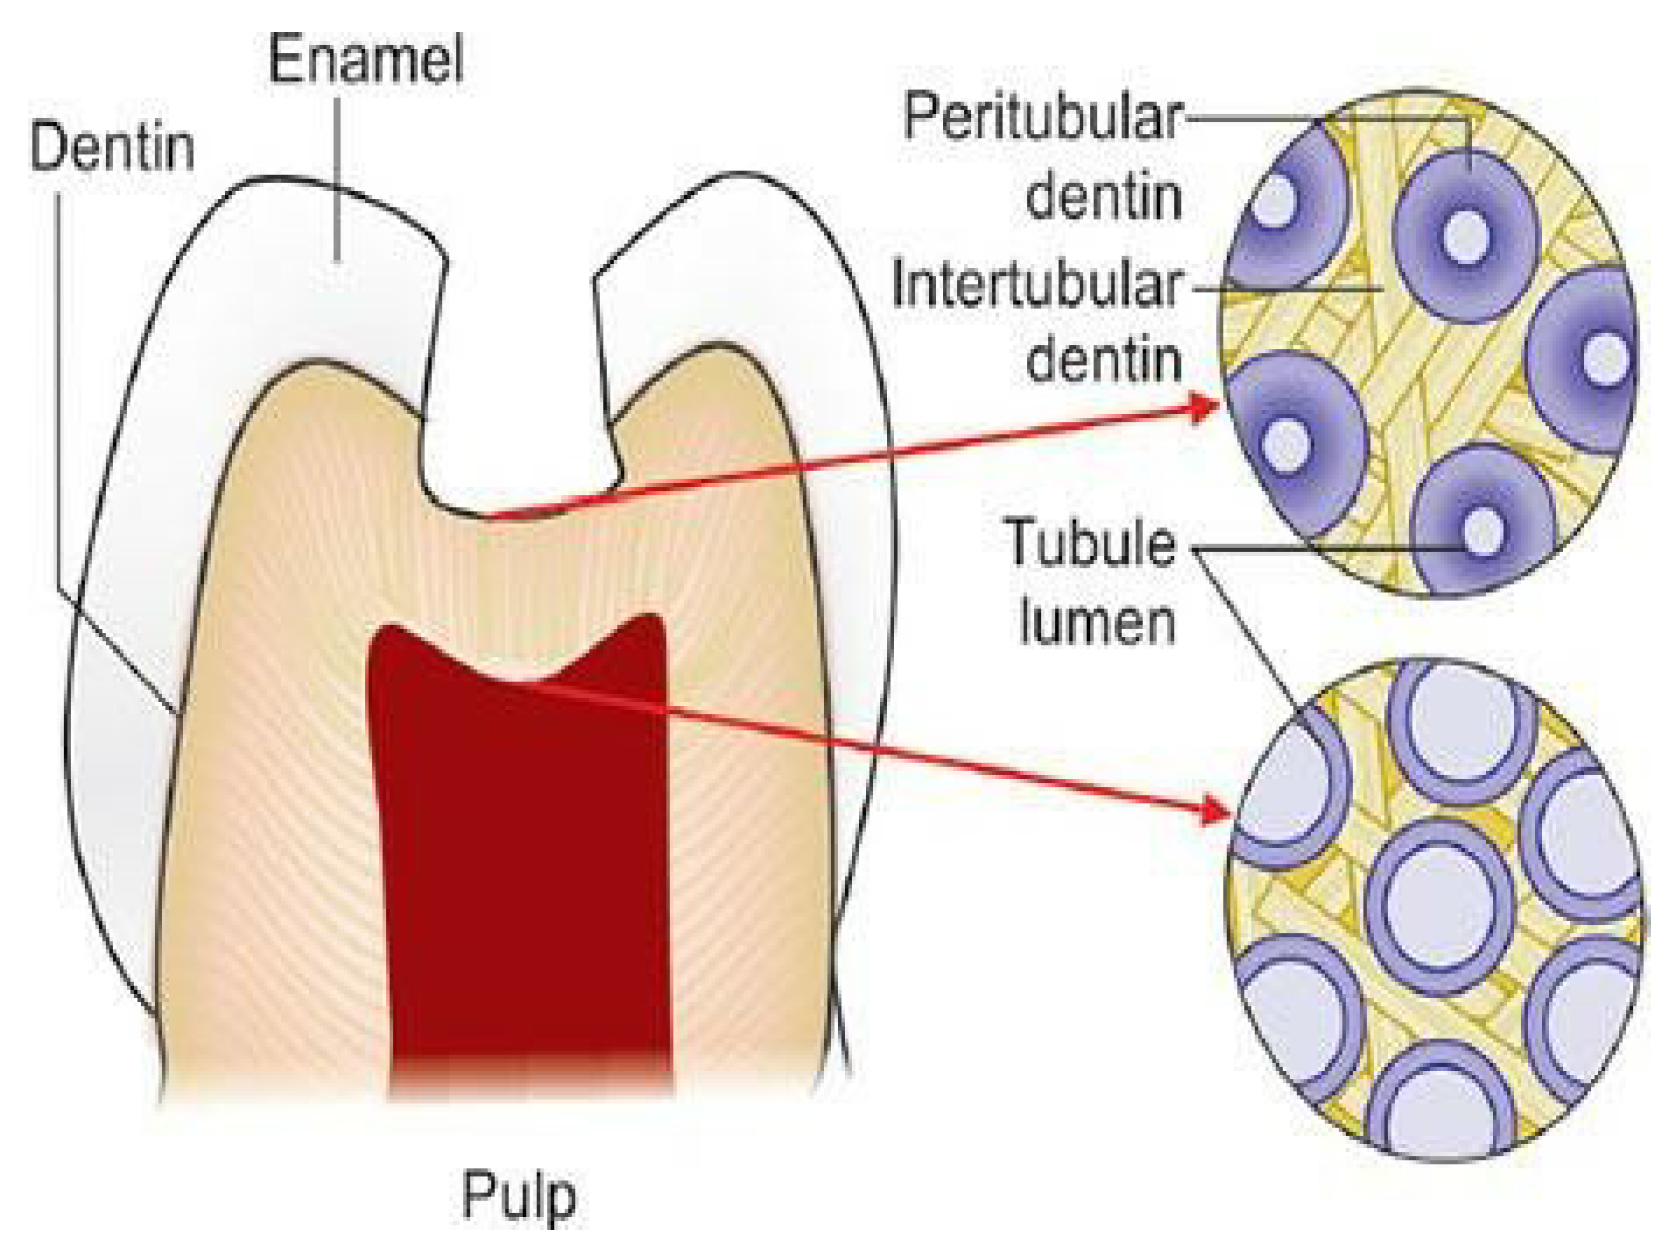 Enamel
Dentin
Peritubular
dentin
Intertubular
dentin
Tubule
lumen
Pulp